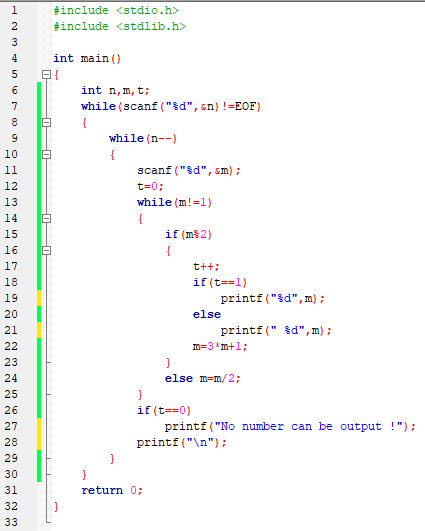 1 #include <stdio.h>
2 #include <stdlib.h>
3
4 int main()
5 {
6 int n,m,t;
7 while(scanf("%d",&n)!=EOF)
8 {
9 while(n--)
10 {
11 scanf("%d",&m);
12 t=0;
13 while(m!=1)
14 {
15 if(m%2)
16 {
17 t++;
18 if(t==1)
19 printf("%d",m);
20 else
21 printf(" %d",m);
22 m=3*m+1;
23 }
24 else m=m/2;
25 }
26 if(t==0)
27 printf("No number can be output !");
28 printf("\n");
29 }
30 }
31 return 0;
32 }
33